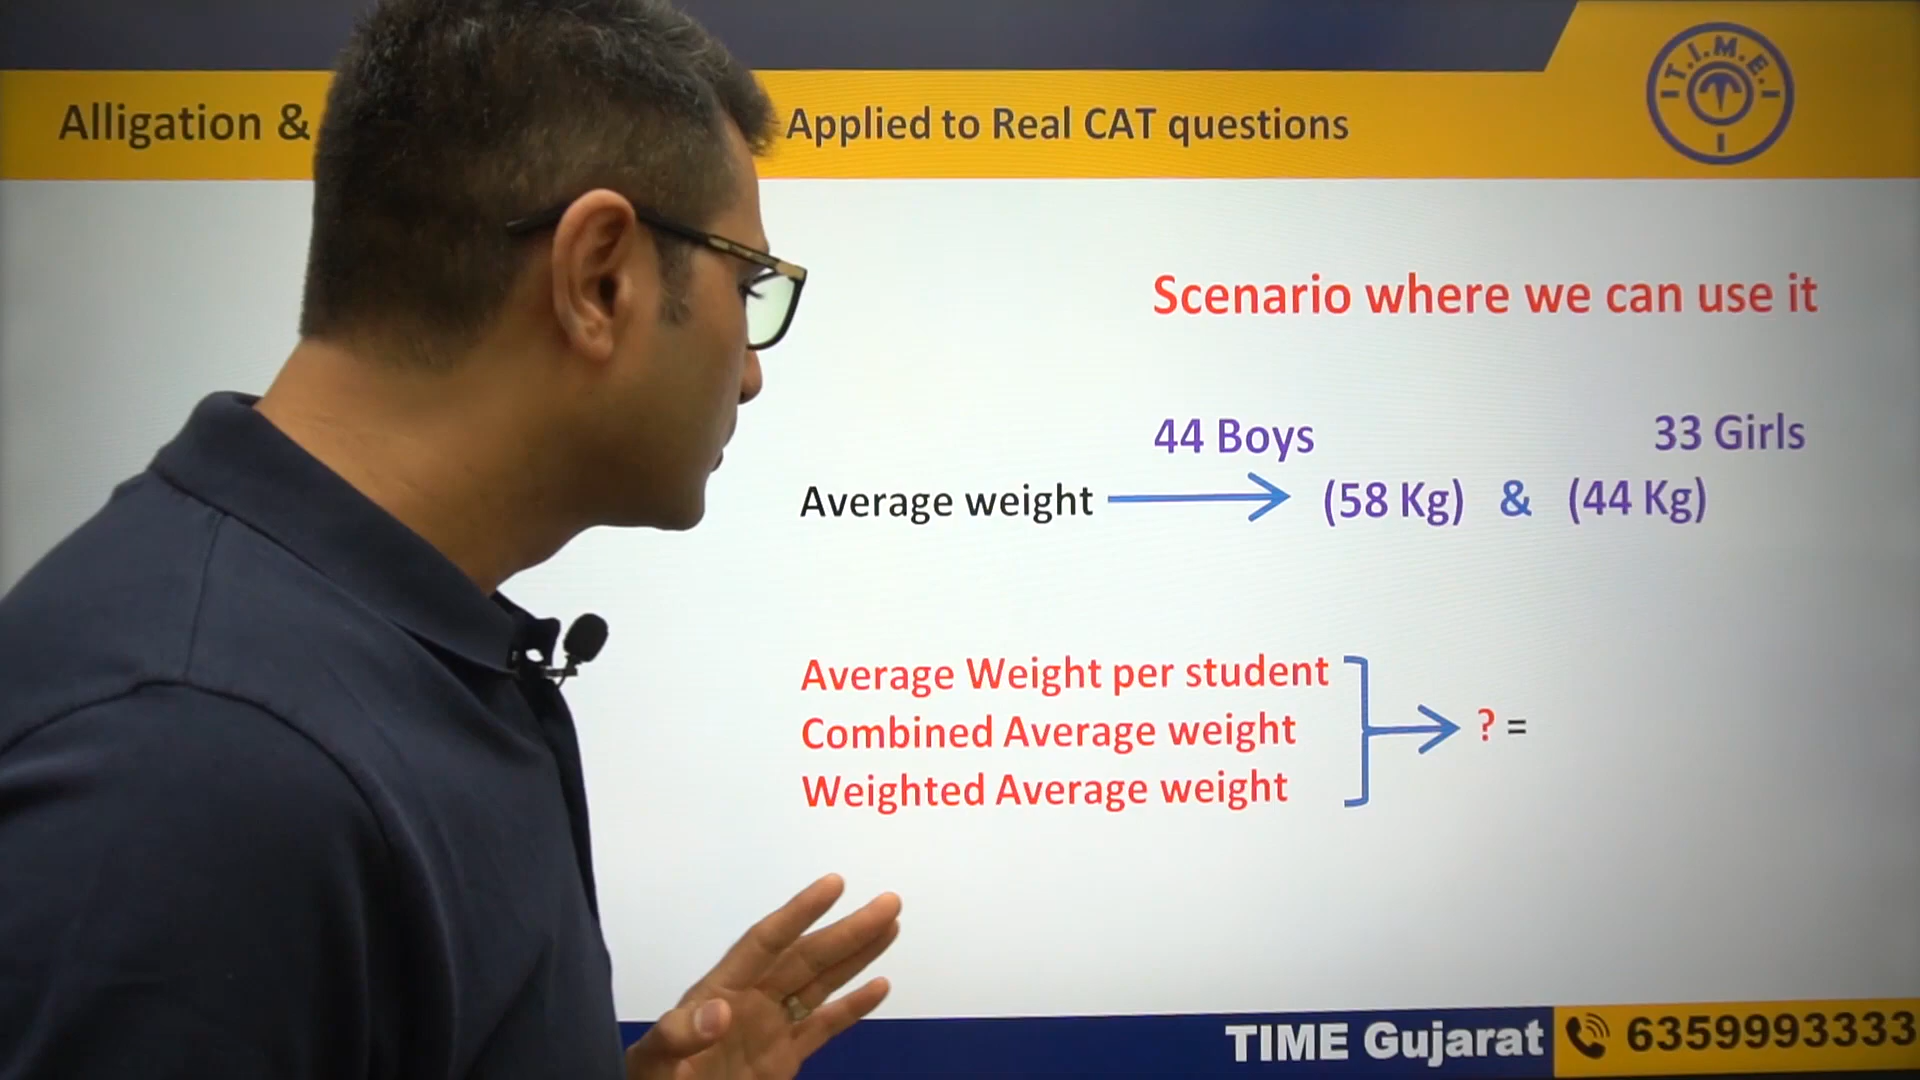 Alligation &
Applied to Real CAT questions
T.I.M.E.
Scenario where we can use it
44 Boys
33 Girls
Average weight
(58 Kg) & (44 Kg)
Average Weight per student
Combined Average weight
Weighted Average weight
? =
TIME Gujarat
6359993333